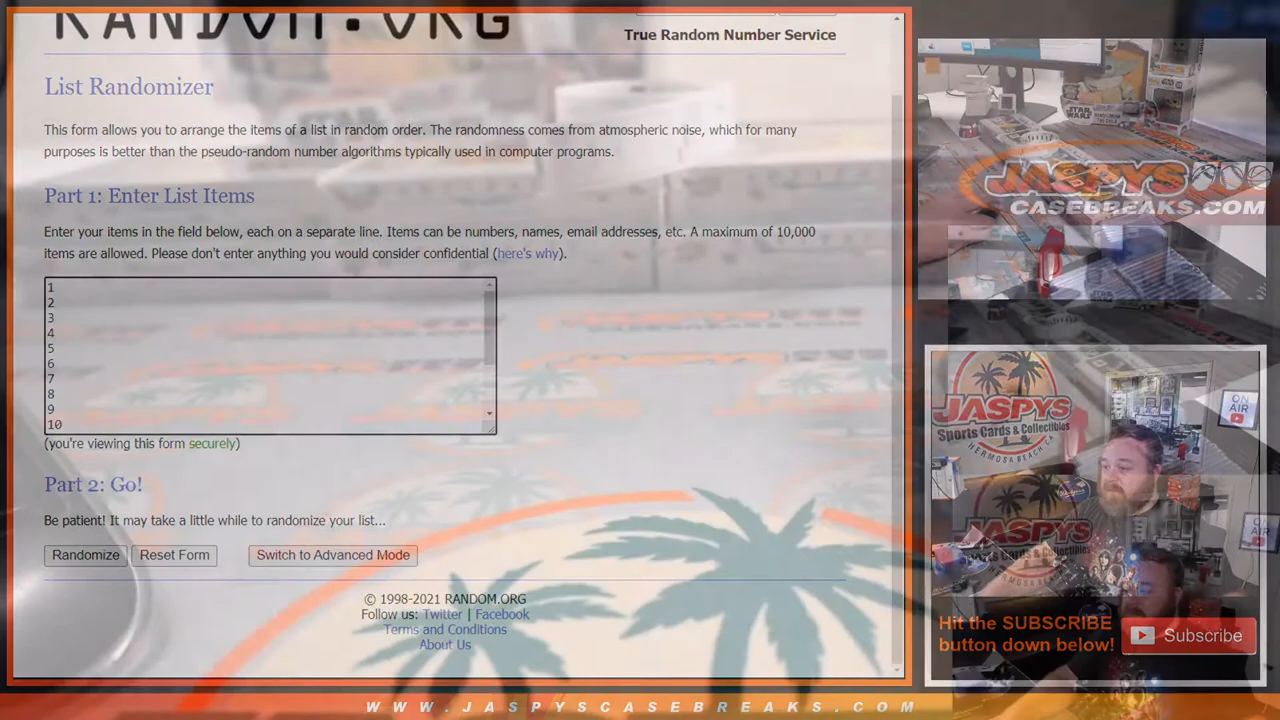 RANDOM.ORG
True Random Number Service
List Randomizer
This form allows you to arrange the items of a list in random order. The randomness comes from atmospheric noise, which for many
purposes is better than the pseudo-random number algorithms typically used in computer programs.
Part 1: Enter List Items
Enter your items in the field below, each on a separate line. Items can be numbers, names, email addresses, etc. A maximum of 10,000
items are allowed. Please don't enter anything you would consider confidential (here's why).
1
2
3
4
5
6
7
8
9
10
(you're viewing this form securely)
Part 2: Go!
Be patient! It may take a little while to randomize your list...
Randomize
Reset Form
Switch to Advanced Mode
© 1998-2021 RANDOM.ORG
Follow us: Twitter | Facebook
Terms and Conditions
About Us
STAR WARS
JASPYS
CASEBREAKS.COM
JASPYS
Sports Cards & Collectibles
HERMOSA BEACH CA
ON
AIR
JASPYS
Sports Cards & Collectibles
ON
AIR
Hit the SUBSCRIBE
button down below!
Subscribe
WWW.JASPYSCASEBREAKS.COM